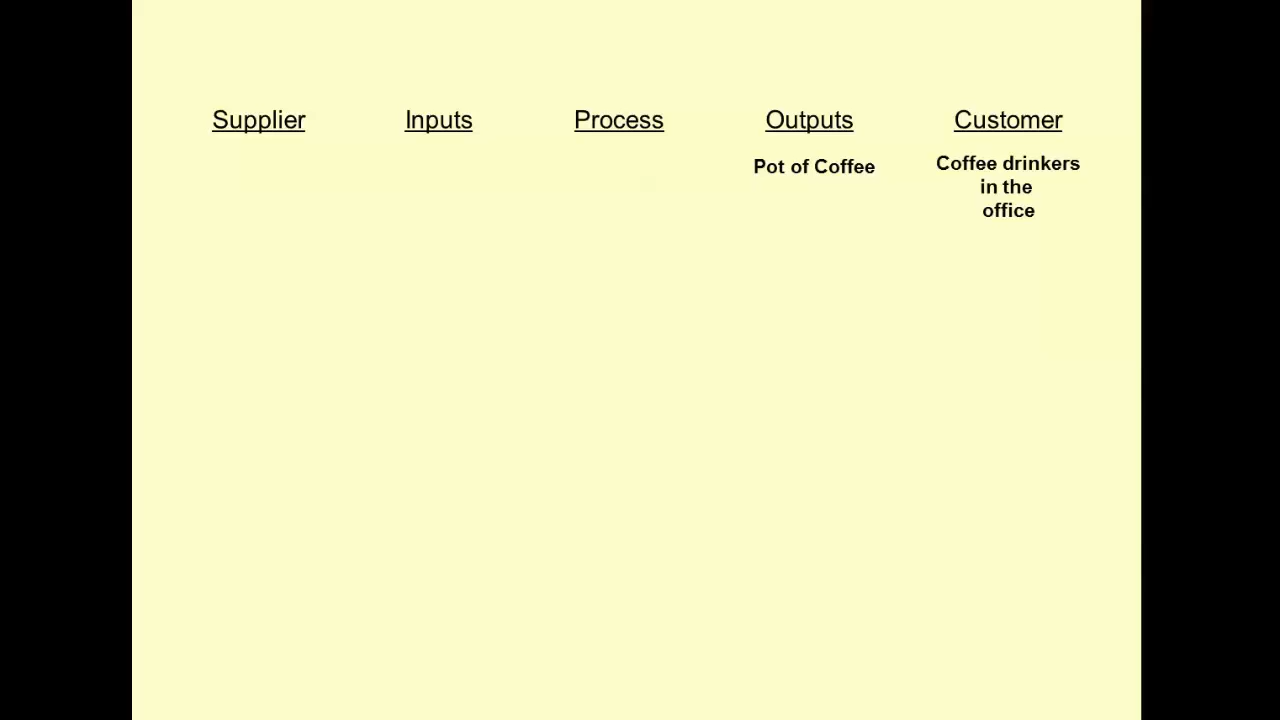 Supplier Inputs Process Outputs Customer
Pot of Coffee
Coffee drinkers
in the
office